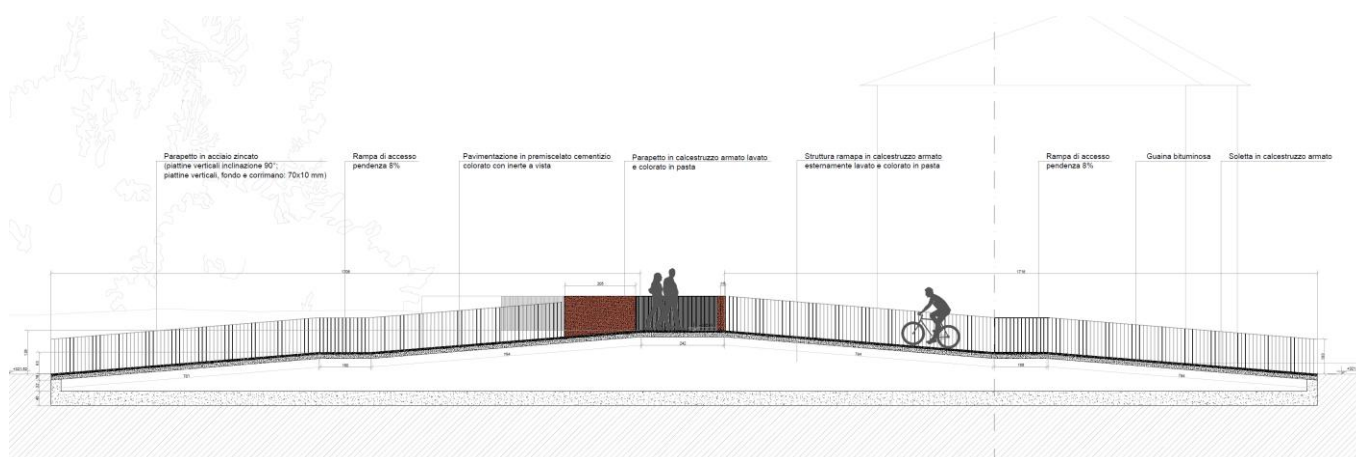 Parapetto in acciaio zincato
(piattine verticali inclinazione 90°;
piattine verticali, fondo e corrimano: 70x10 mm)
Rampa di accesso
pendenza 8%
Pavimentazione in premiscelato cementizio
colorato con inerte a vista
Parapetto in calcestruzzo armato lavato
e colorato in pasta
Struttura ramapa in calcestruzzo armato
esternamente lavato e colorato in pasta
Rampa di accesso
pendenza 8%
Guaina bituminosa
Soletta in calcestruzzo armato
240